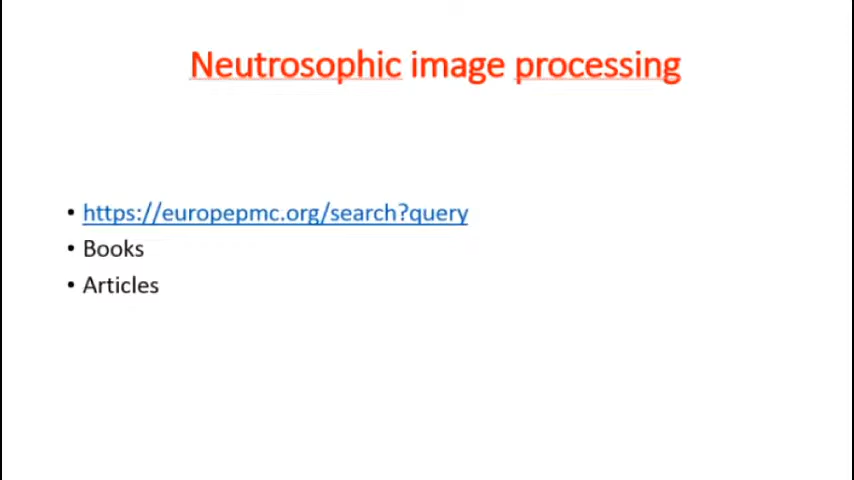 Neutrosophic image processing
• https://europepmc.org/search?query
• Books
• Articles